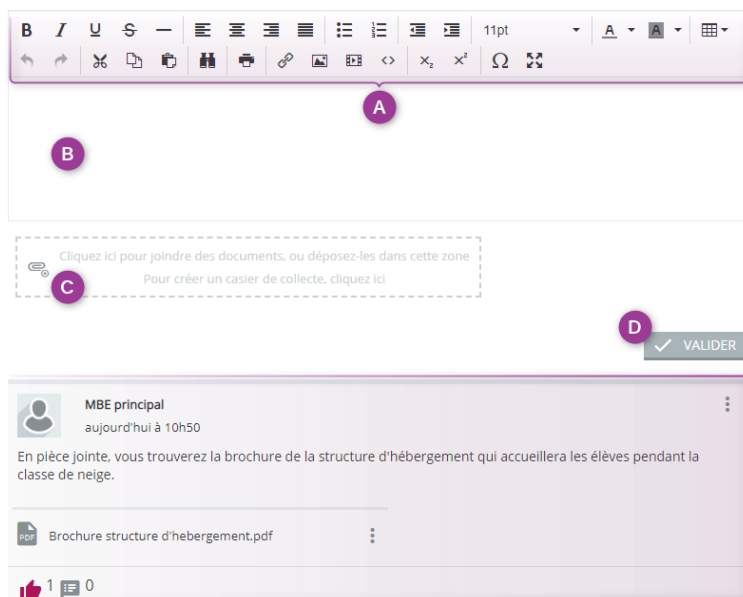 B I U S
11pt
A
A
X₂ X² Ω
A
B
Cliquez ici pour joindre des documents, ou déposez-les dans cette zone
Pour créer un casier de collecte, cliquez ici
C
D
VALIDER
MBE principal
aujourd'hui à 10h50
En pièce jointe, vous trouverez la brochure de la structure d'hébergement qui accueillera les élèves pendant la
classe de neige.
PDF
Brochure structure d'hebergement.pdf
1
0